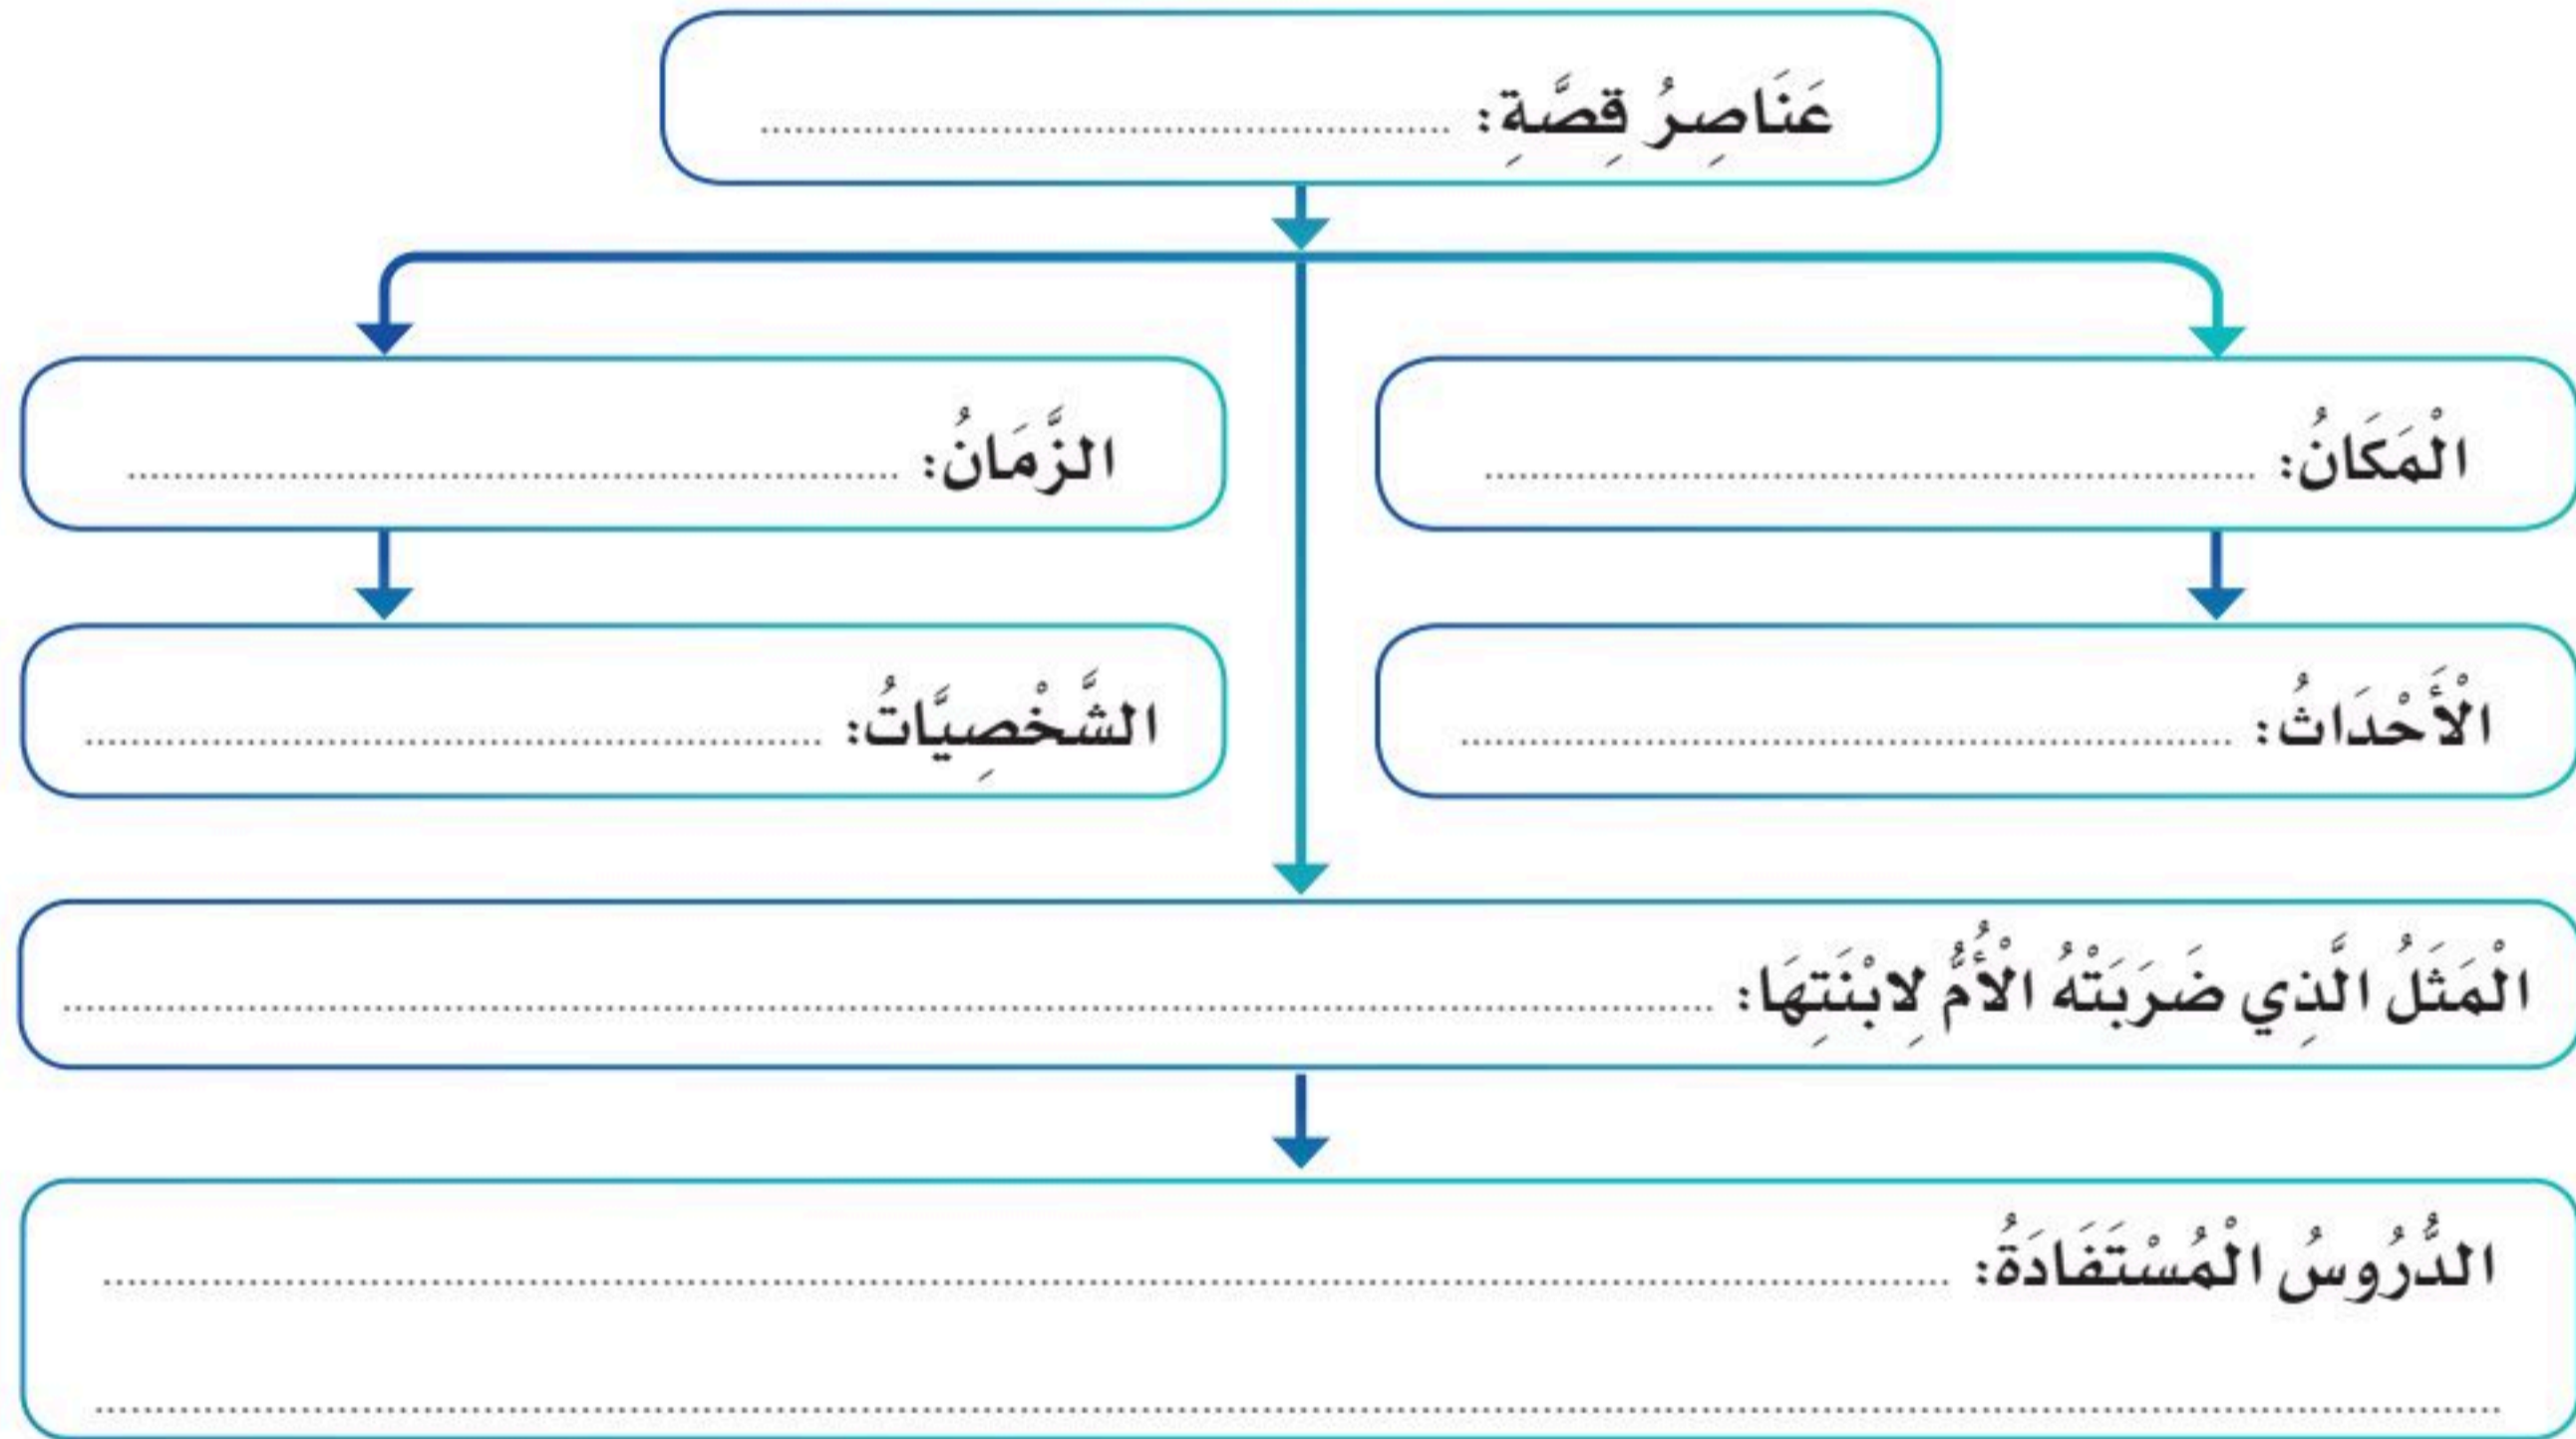 عَنَاصِرُ قِصَّةِ: ........................................
الْمَكَانُ: ........................................
الزَّمَانُ: ........................................
الْأَحْدَاثُ: ........................................
الشَّخْصِيَّاتُ: ........................................
الْمَثَلُ الَّذِي ضَرَبَتْهُ الْأُمُّ لِابْنَتِهَا: ........................................
الدُّرُوسُ الْمُسْتَفَادَةُ: ........................................
........................................